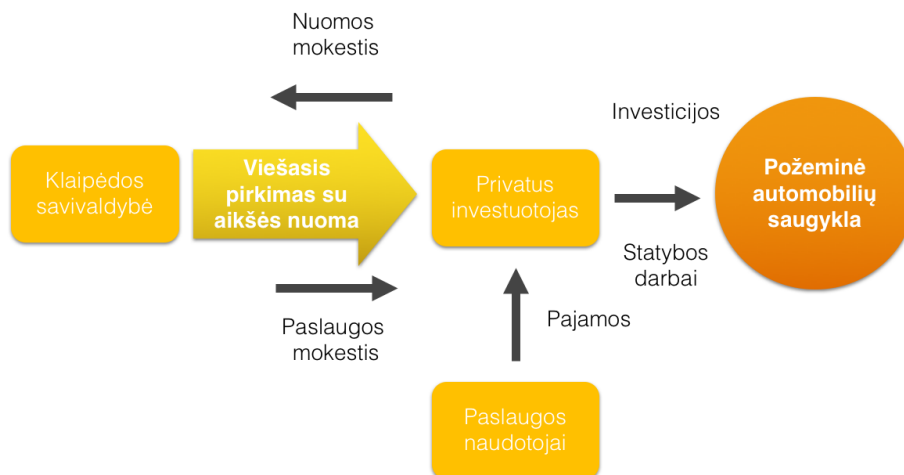 Nuomos
mokestis
Investicijos
Klaipėdos
savivaldybė
Viešasis
pirkimas su
aikšės nuoma
Privatus
investuotojas
Požeminė
automobilių
saugykla
Statybos
darbai
Paslaugos
mokestis
Pajamos
Paslaugos
naudotojai